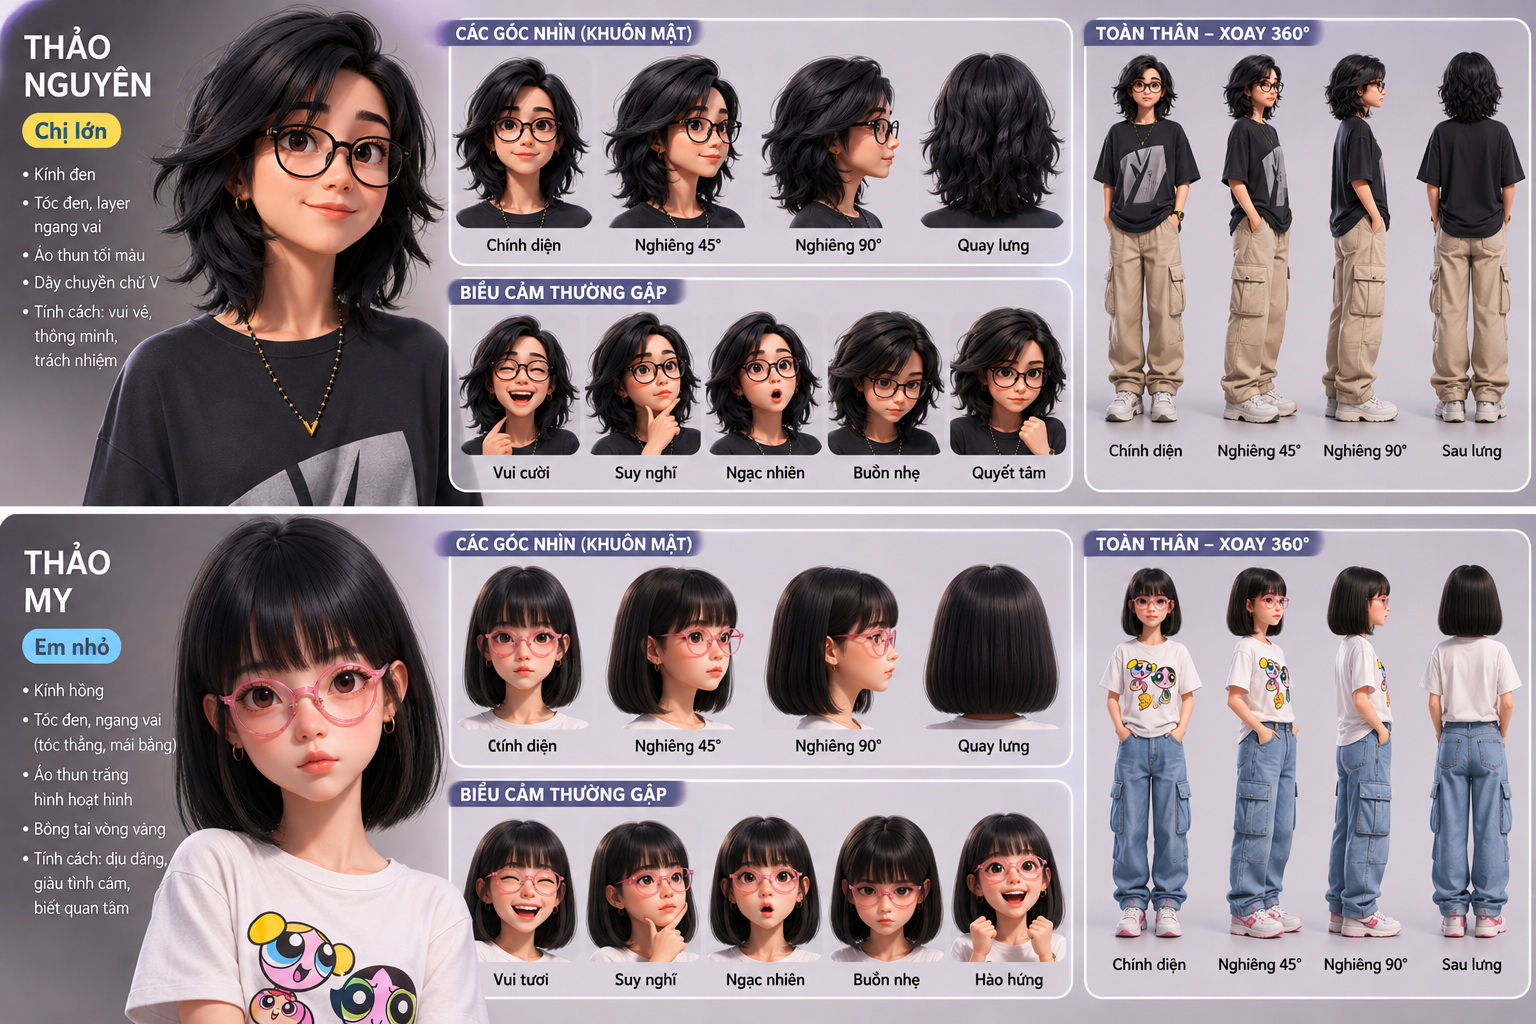 THẢO
NGUYÊN
Chị lớn
• Kính đen
• Tóc đen, layer
ngang vai
• Áo thun tối màu
• Dây chuyền chữ V
• Tính cách: vui vẻ,
thông minh,
trách nhiệm
CÁC GÓC NHÌN (KHUÔN MẶT)
Chính diện
Nghiêng 45°
Nghiêng 90°
Quay lưng
BIỂU CẢM THƯỜNG GẬP
Vui cười
Suy nghĩ
Ngạc nhiên
Buồn nhẹ
Quyết tâm
TOÀN THÂN – XOAY 360°
Chính diện
Nghiêng 45°
Nghiêng 90°
Sau lưng
THẢO
MY
Em nhỏ
• Kính hồng
• Tóc đen, ngang vai
(tóc thẳng, mái bằng)
• Áo thun trắng
hình hoạt hình
• Bông tai vòng vàng
• Tính cách: dịu dàng,
giàu tình cảm,
biết quan tâm
CÁC GÓC NHÌN (KHUÔN MẶT)
Ctính diện
Nghiêng 45°
Nghiêng 90°
Quay lưng
BIỂU CẢM THƯỜNG GẬP
Vui tươi
Suy nghĩ
Ngạc nhiên
Buồn nhẹ
Hào hứng
TOÀN THÂN – XOAY 360°
Chính diện
Nghiêng 45°
Nghiêng 90°
Sau lưng